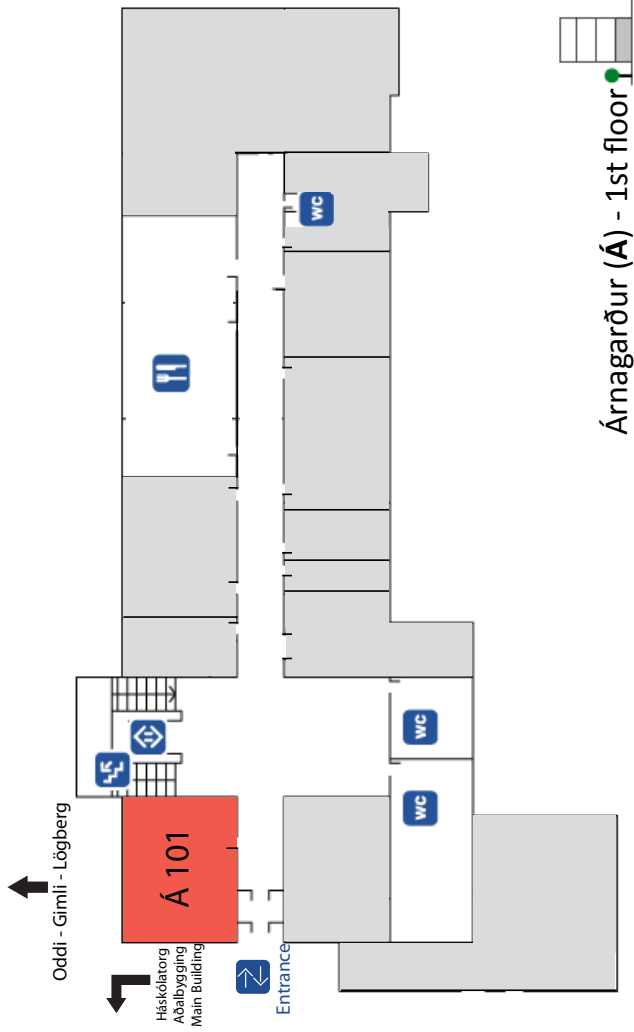 Oddi - Gimli - Lögberg
Háskólatorg
Aðalbygging
Main Building
Entrance
Á 101
WC
WC
WC
Árnagarður (Á) - 1st floor